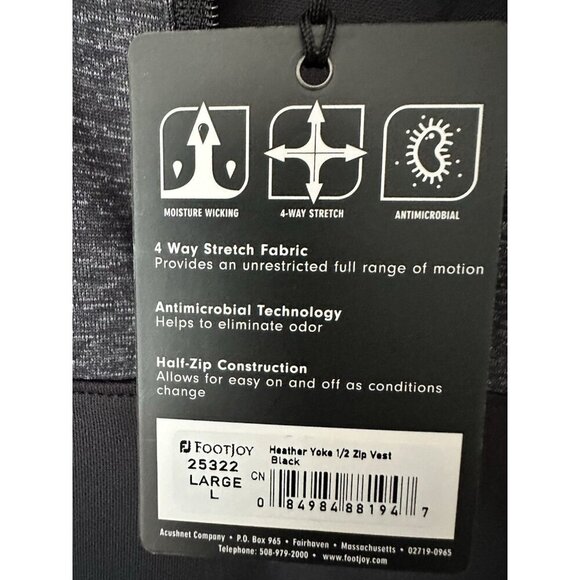 MOISTURE WICKING
4-WAY STRETCH
ANTIMICROBIAL
4 Way Stretch Fabric
Provides an unrestricted full range of motion
Antimicrobial Technology
Helps to eliminate odor
Half-Zip Construction
Allows for easy on and off as conditions
change
FJ FOOTJOY
25322
LARGE
L
CN
Heather Yoke 1/2 Zip Vest
Black
0 84984 88194 7
Acushnet Company • P.O. Box 965 • Fairhaven • Massachusetts • 02719-0965
Telephone: 508-979-2000 • www.footjoy.com